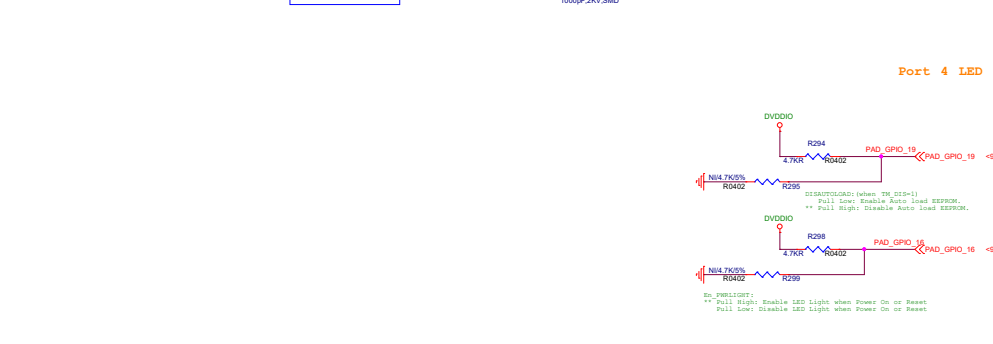 1000pF,2KV,SMD
Port 4 LED
DVDDIO
R294
4.7KR
R0402
PAD_GPIO_19
PAD_GPIO_19
NI/4.7K/5%
R0402
R295
DISAUTOLOAD:(when TM_DIS=1)
Pull Low: Enable Auto load EEPROM.
** Pull High: Disable Auto load EEPROM.
DVDDIO
R298
4.7KR
R0402
PAD_GPIO_16
PAD_GPIO_16
NI/4.7K/5%
R0402
R299
En_PWRLIGHT:
** Pull High: Enable LED Light when Power On or Reset
Pull Low: Disable LED Light when Power On or Reset